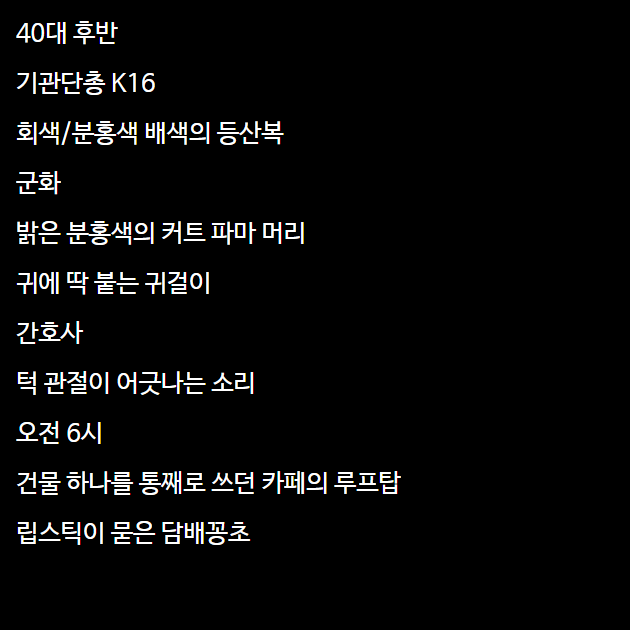 40대 후반
기관단총 K16
회색/분홍색 배색의 등산복
군화
밝은 분홍색의 커트 파마 머리
귀에 딱 붙는 귀걸이
간호사
턱 관절이 어긋나는 소리
오전 6시
건물 하나를 통째로 쓰던 카페의 루프탑
립스틱이 묻은 담배꽁초